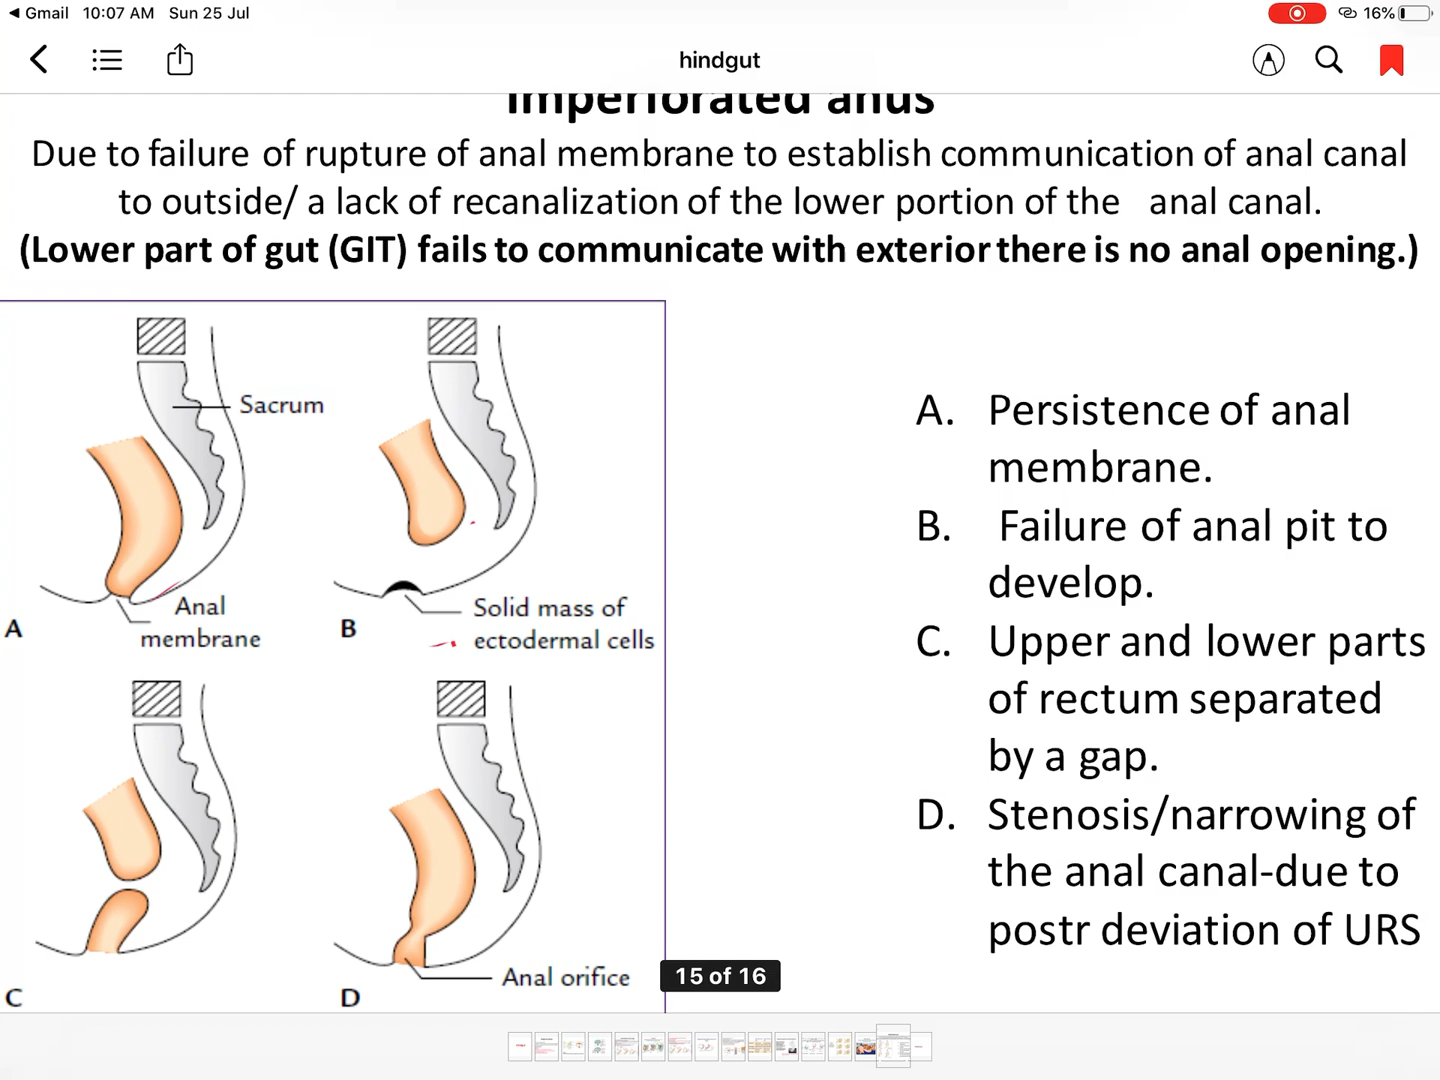 Gmail 10:07 AM Sun 25 Jul
16%
hindgut
Imperforated anus
Due to failure of rupture of anal membrane to establish communication of anal canal
to outside/ a lack of recanalization of the lower portion of the anal canal.
(Lower part of gut (GIT) fails to communicate with exterior there is no anal opening.)
Sacrum
Anal
membrane
A
Solid mass of
ectodermal cells
B
C
Anal orifice
D
A. Persistence of anal
membrane.
B. Failure of anal pit to
develop.
C. Upper and lower parts
of rectum separated
by a gap.
D. Stenosis/narrowing of
the anal canal-due to
postr deviation of URS
15 of 16